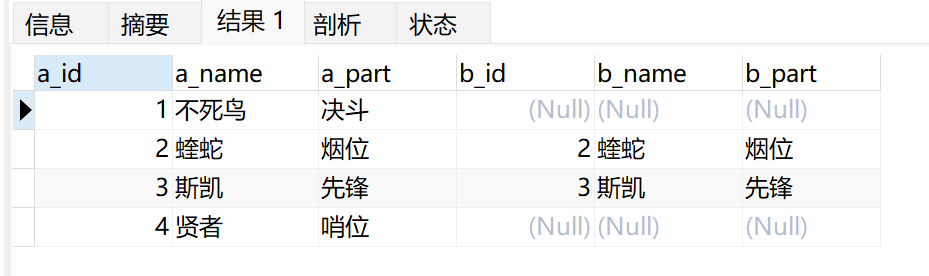 信息 摘要 结果 1 剖析 状态
a_id a_name a_part b_id b_name b_part
1 不死鸟 决斗 (Null) (Null) (Null)
2 蝰蛇 烟位 2 蝰蛇 烟位
3 斯凯 先锋 3 斯凯 先锋
4 贤者 哨位 (Null) (Null) (Null)